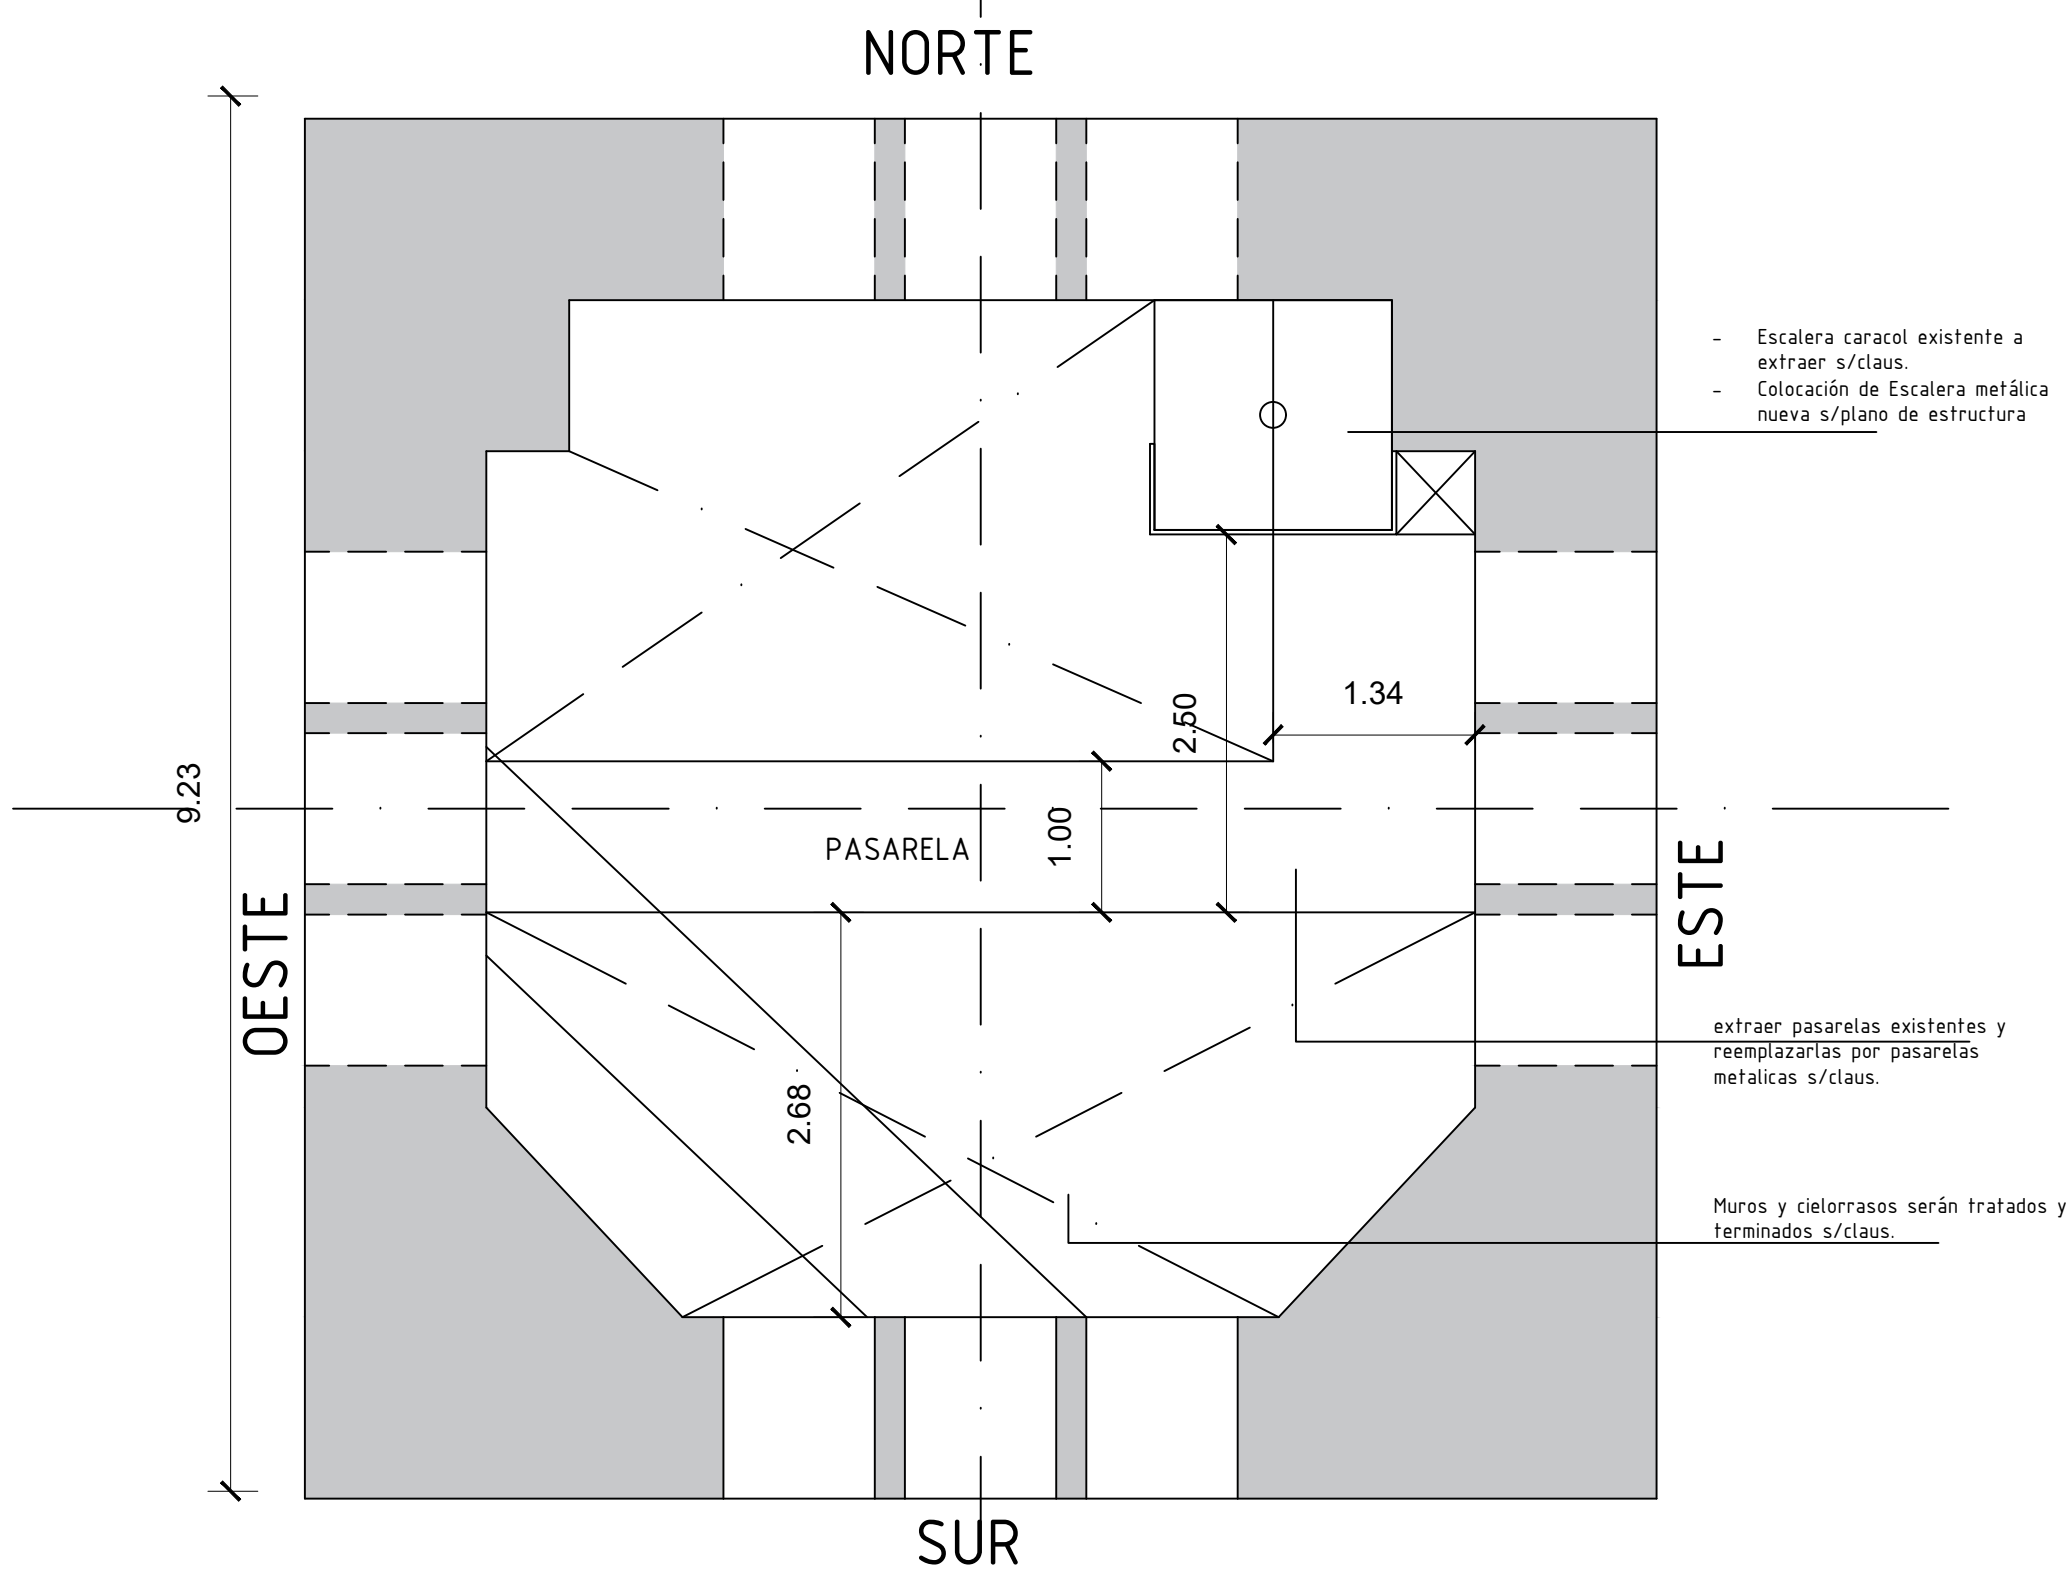 NORTE
- Escalera caracol existente a
extraer s/claus.
- Colocación de Escalera metálica
nueva s/plano de estructura
1.34
2.50
9.23
1.00
PASARELA
OESTE
ESTE
extraer pasarelas existentes y
reemplazarlas por pasarelas
metalicas s/claus.
2.68
Muros y cielorrasos serán tratados y
terminados s/claus.
SUR